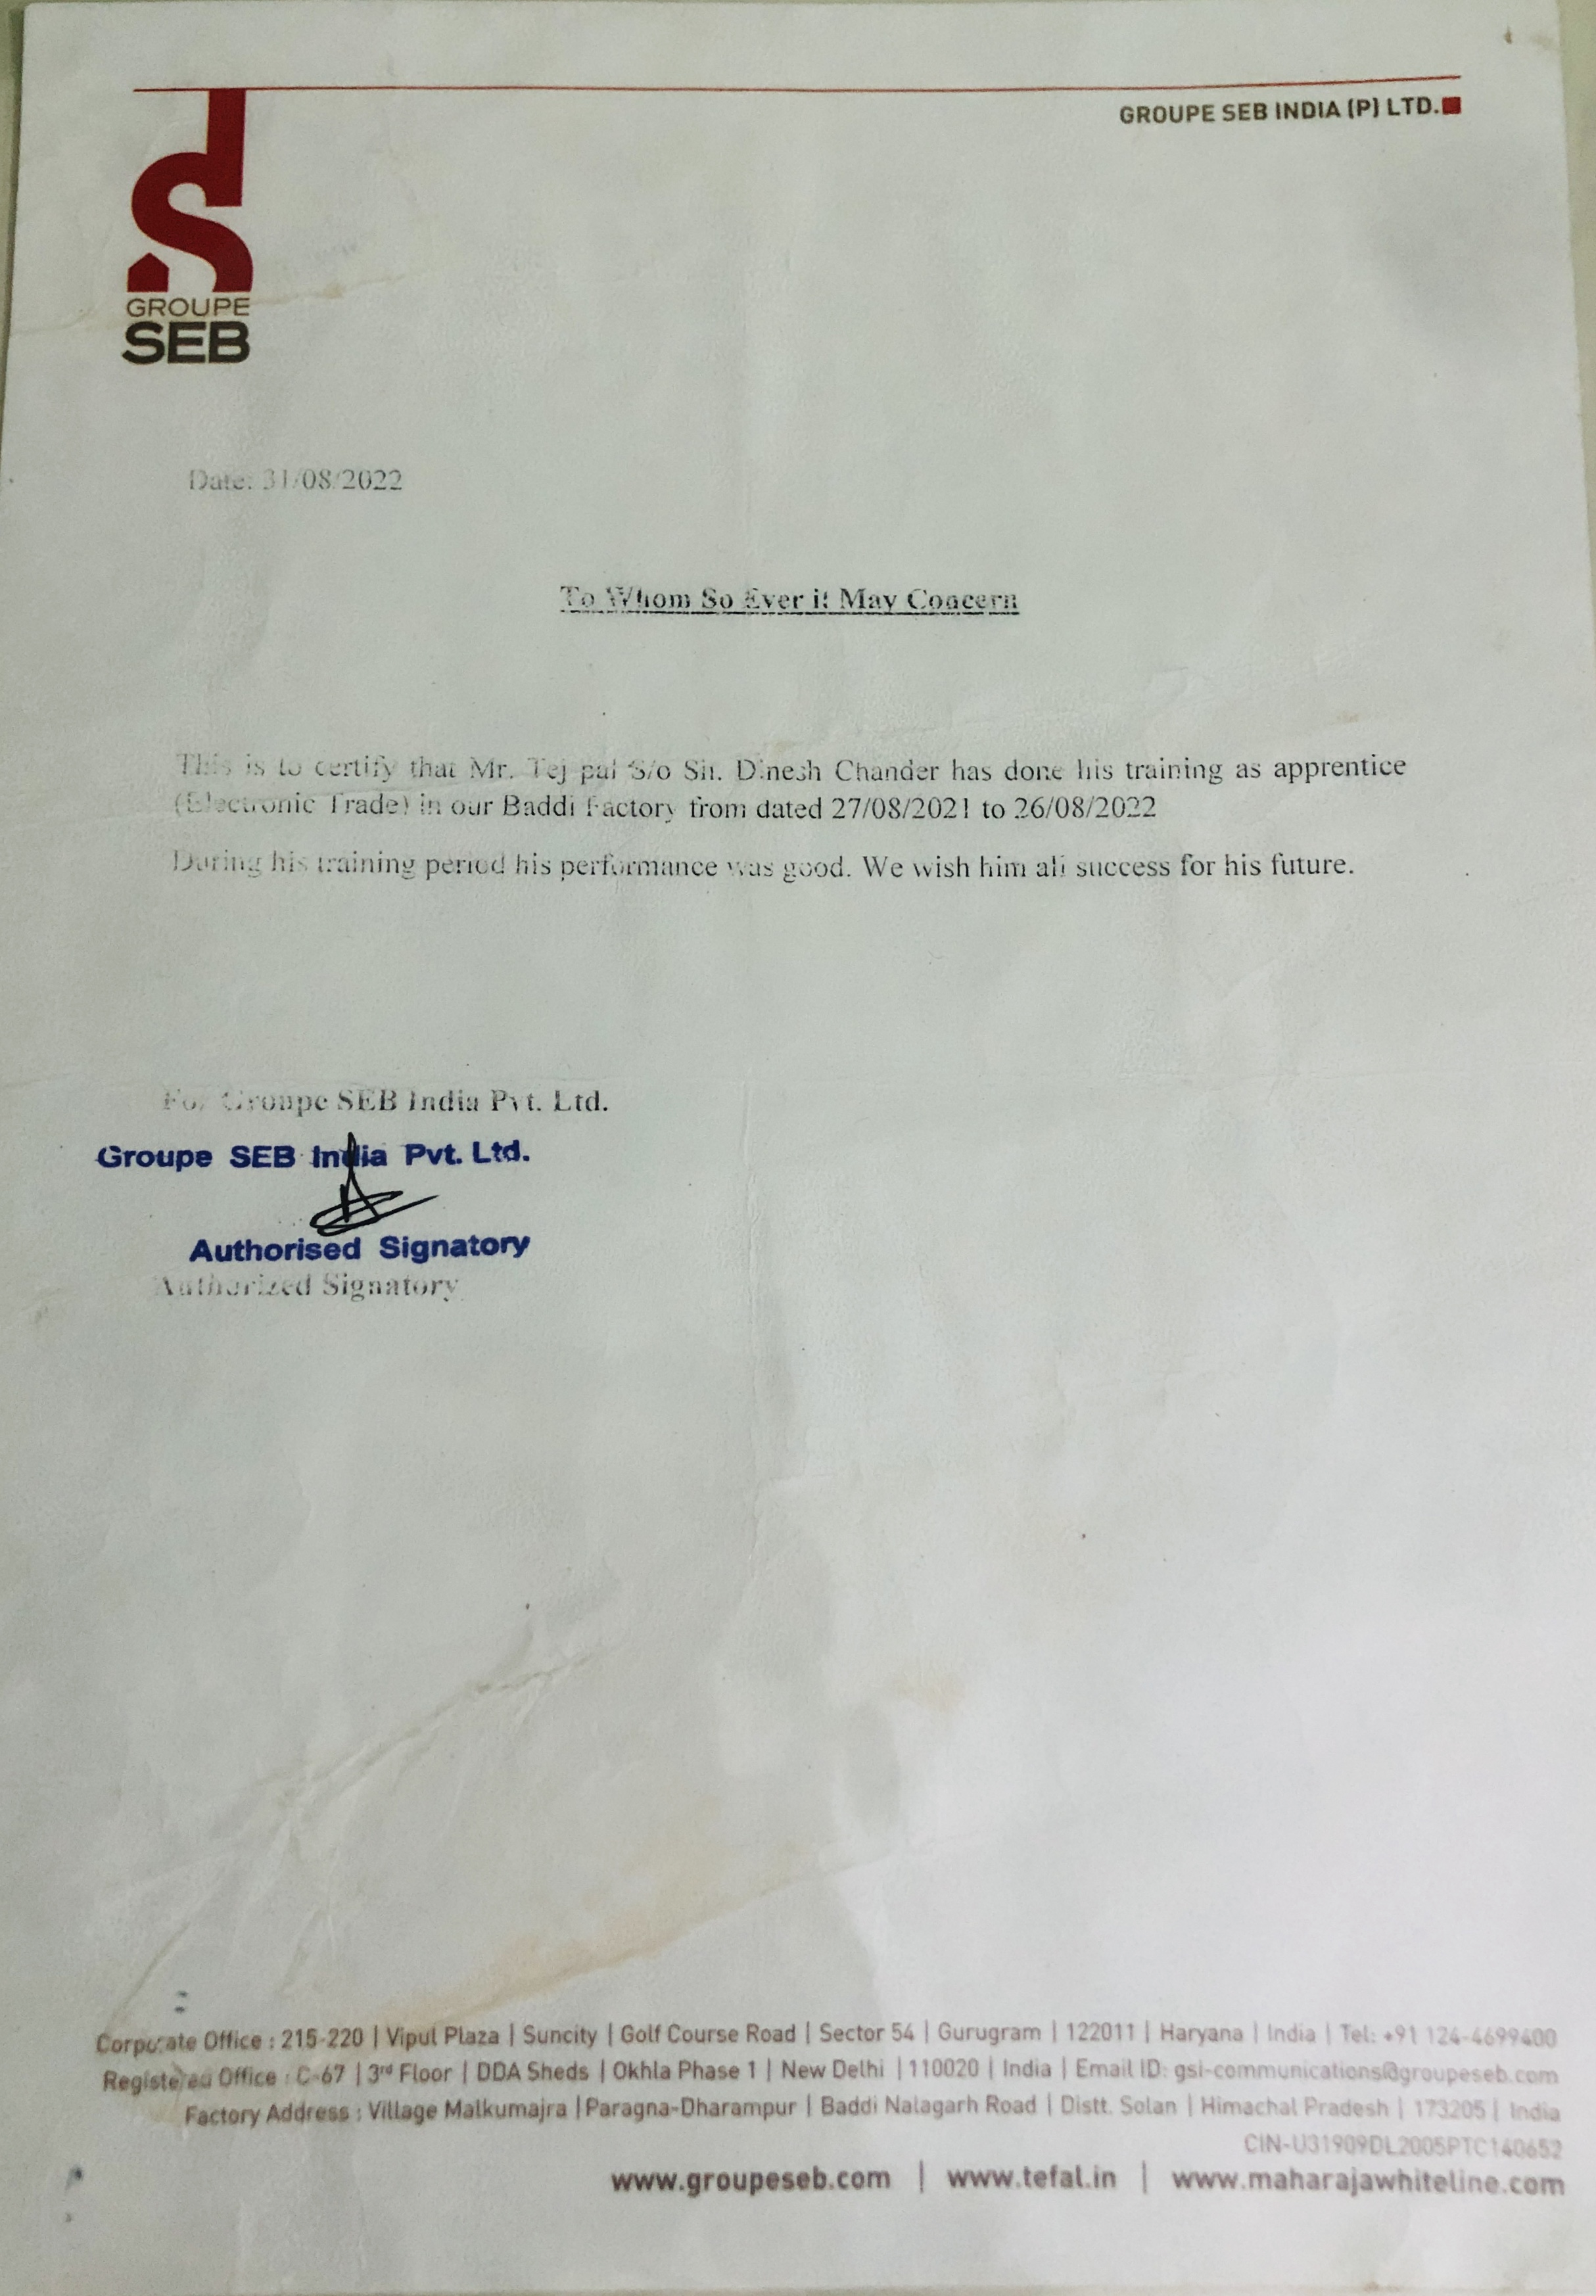 GROUPE SEB INDIA (P) LTD.
GROUPE
SEB
Date: 31/08/2022
To Whom So Ever it May Concern
This is to certify that Mr. Tej pal S/o Sh. Dinesh Chander has done his training as apprentice
(Electronic Trade) in our Baddi Factory from dated 27/08/2021 to 26/08/2022
During his training period his performance was good. We wish him all success for his future.
For Groupe SEB India Pvt. Ltd.
Groupe SEB India Pvt. Ltd.
Authorised Signatory
Authorized Signatory
Corporate Office : 215-220 | Vipul Plaza | Suncity | Golf Course Road | Sector 54 | Gurugram | 122011 | Haryana | India | Tel: +91 124-4699400
Registered Office : C-67 | 3rd Floor | DDA Sheds | Okhla Phase 1 | New Delhi | 110020 | India | Email ID: gsi-communications@groupeseb.com
Factory Address : Village Malkumajra | Paragna-Dharampur | Baddi Nalagarh Road | Distt. Solan | Himachal Pradesh | 173205 | India
CIN-U31909DL2005PTC140652
www.groupeseb.com | www.tefal.in | www.maharajawhiteline.com